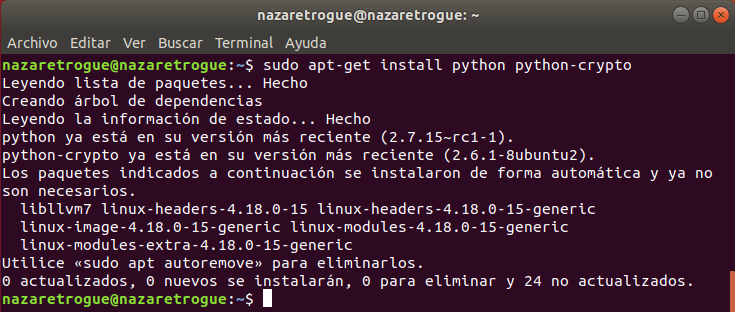 nazaretrogue@nazaretrogue: ~
Archivo Editar Ver Buscar Terminal Ayuda
nazaretrogue@nazaretrogue:~$ sudo apt-get install python python-crypto
Leyendo lista de paquetes... Hecho
Creando árbol de dependencias
Leyendo la información de estado... Hecho
python ya está en su versión más reciente (2.7.15~rc1-1).
python-crypto ya está en su versión más reciente (2.6.1-8ubuntu2).
Los paquetes indicados a continuación se instalaron de forma automática y ya no
son necesarios.
  libllvm7 linux-headers-4.18.0-15 linux-headers-4.18.0-15-generic
  linux-image-4.18.0-15-generic linux-modules-4.18.0-15-generic
  linux-modules-extra-4.18.0-15-generic
Utilice «sudo apt autoremove» para eliminarlos.
0 actualizados, 0 nuevos se instalarán, 0 para eliminar y 24 no actualizados.
nazaretrogue@nazaretrogue:~$